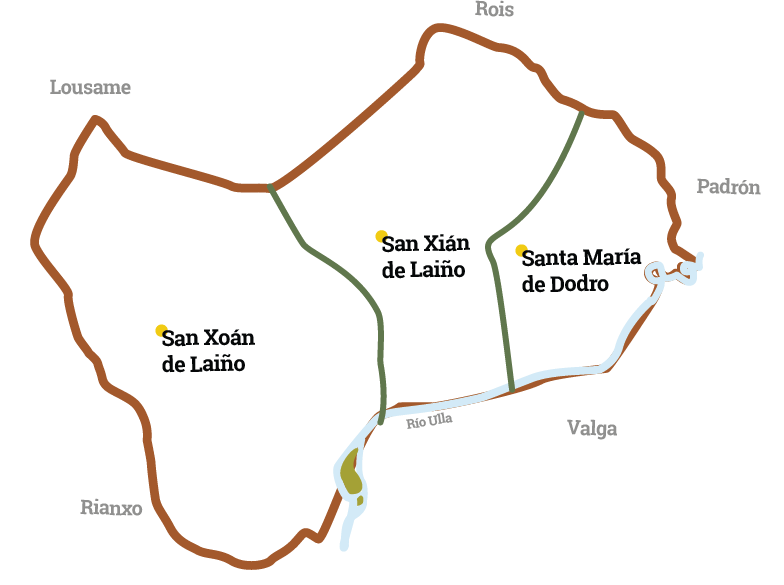 Rois
Lousame
Padrón
San Xián
de Laiño
Santa María
de Dodro
San Xoán
de Laiño
Río Ulla
Valga
Rianxo